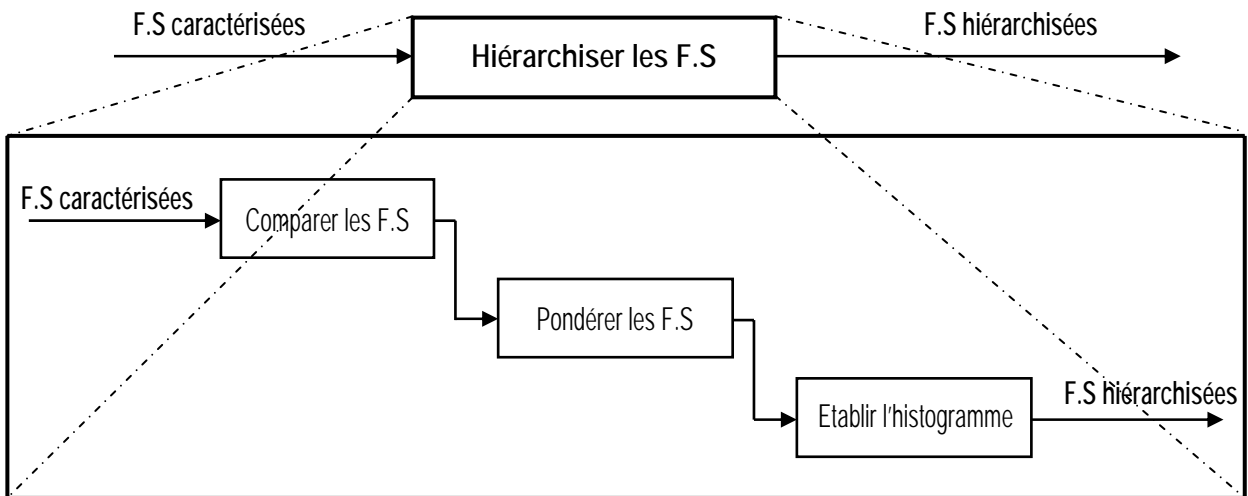 F.S caractérisées
Hiérarchiser les F.S
F.S hiérarchisées
F.S caractérisées
Comparer les F.S
Pondérer les F.S
Etablir l'histogramme
F.S hiérarchisées